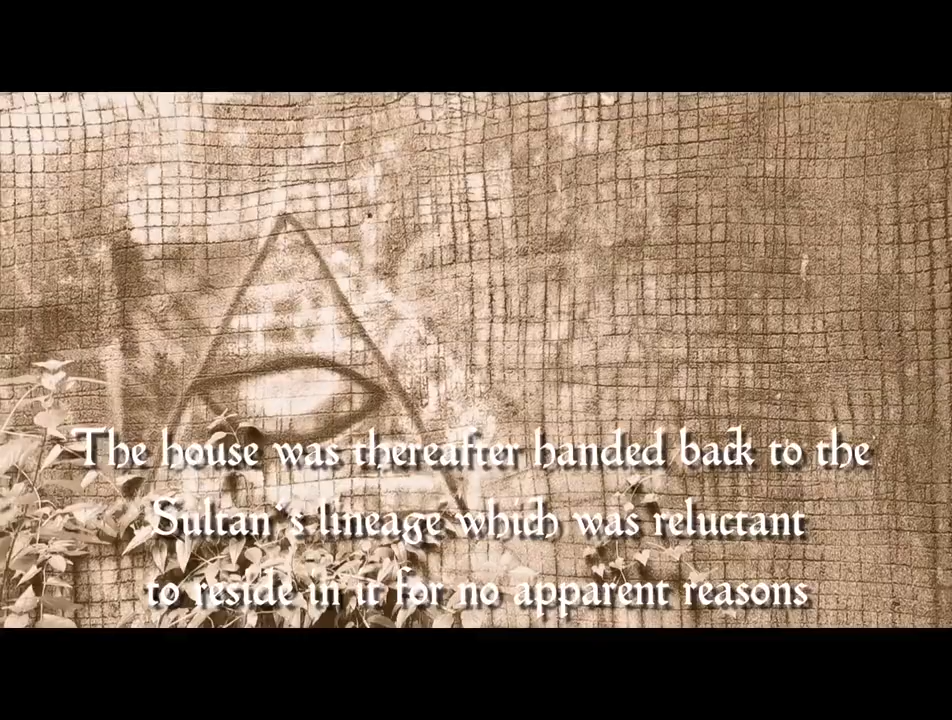 The house was thereafter handed back to the
Sultan´s lineage which was reluctant
to reside in it for no apparent reasons